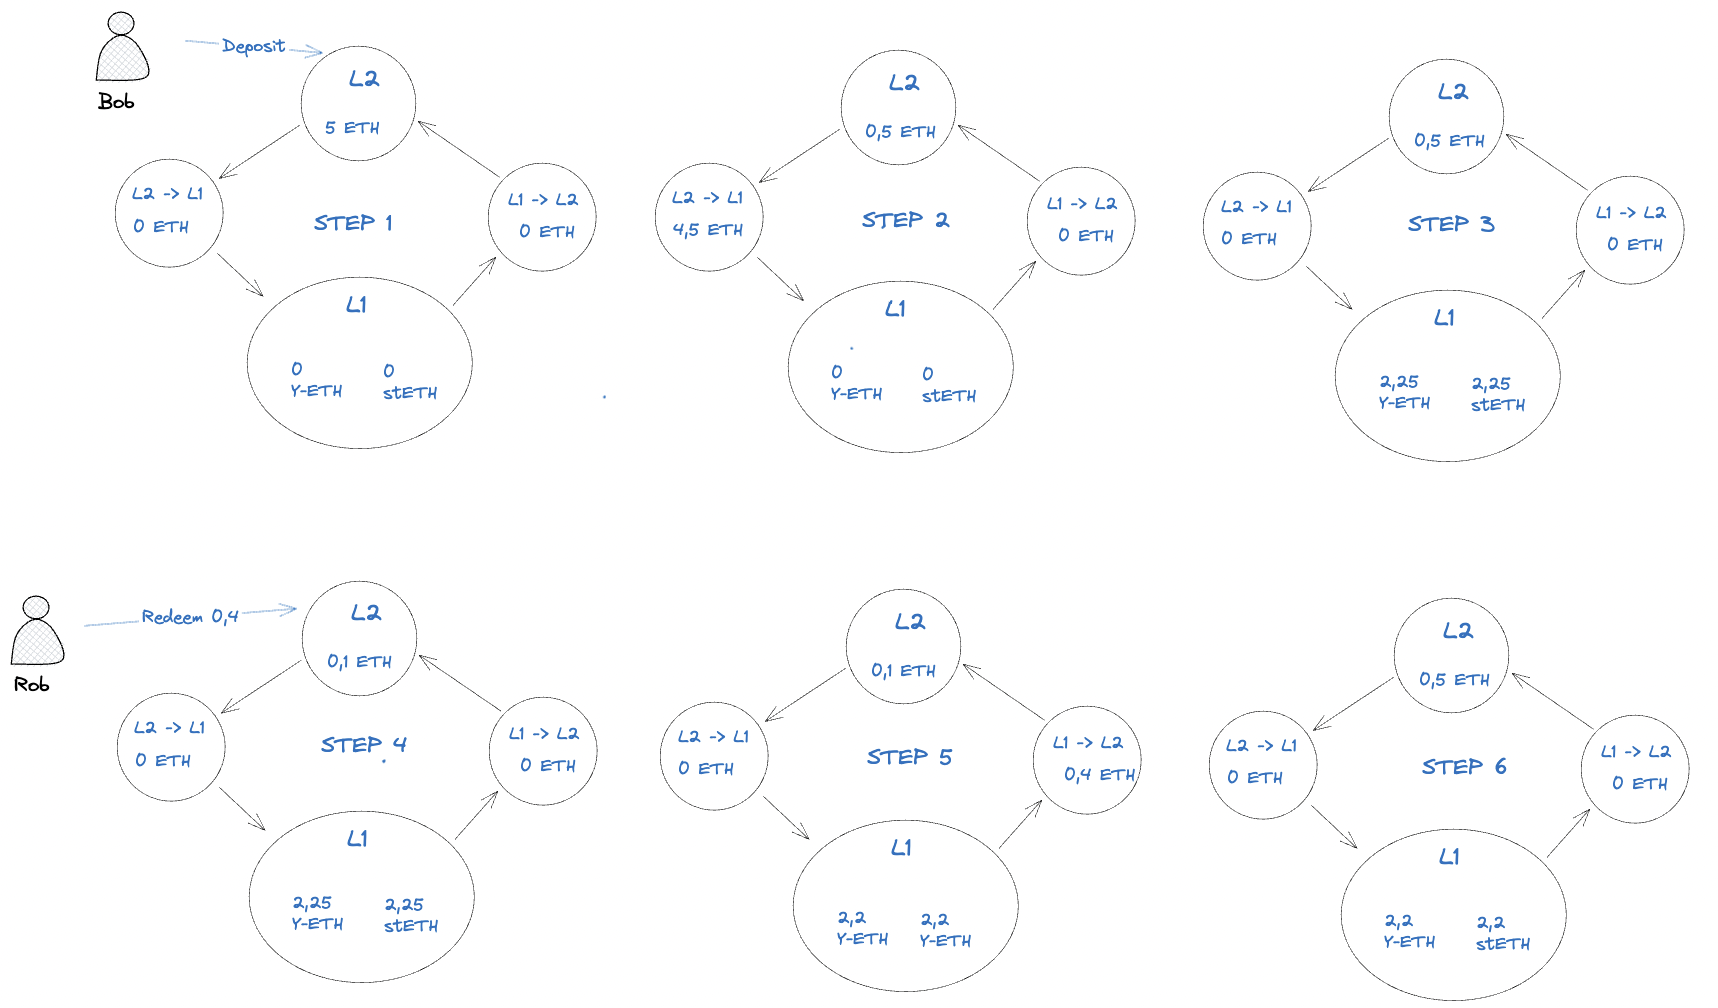 Deposit
Bob
L2
5 ETH
L2 -> L1
0 ETH
STEP 1
L1 -> L2
0 ETH
L1
0
Y-ETH
0
stETH
L2
0,5 ETH
L2 -> L1
4,5 ETH
STEP 2
L1 -> L2
0 ETH
L1
0
Y-ETH
0
stETH
L2
0,5 ETH
L2 -> L1
0 ETH
STEP 3
L1 -> L2
0 ETH
L1
2,25
Y-ETH
2,25
stETH
Redeem 0,4
Rob
L2
0,1 ETH
L2 -> L1
0 ETH
STEP 4
L1 -> L2
0 ETH
L1
2,25
Y-ETH
2,25
stETH
L2
0,1 ETH
L2 -> L1
0 ETH
STEP 5
L1 -> L2
0,4 ETH
L1
2,2
Y-ETH
2,2
Y-ETH
L2
0,5 ETH
L2 -> L1
0 ETH
STEP 6
L1 -> L2
0 ETH
L1
2,2
Y-ETH
2,2
stETH